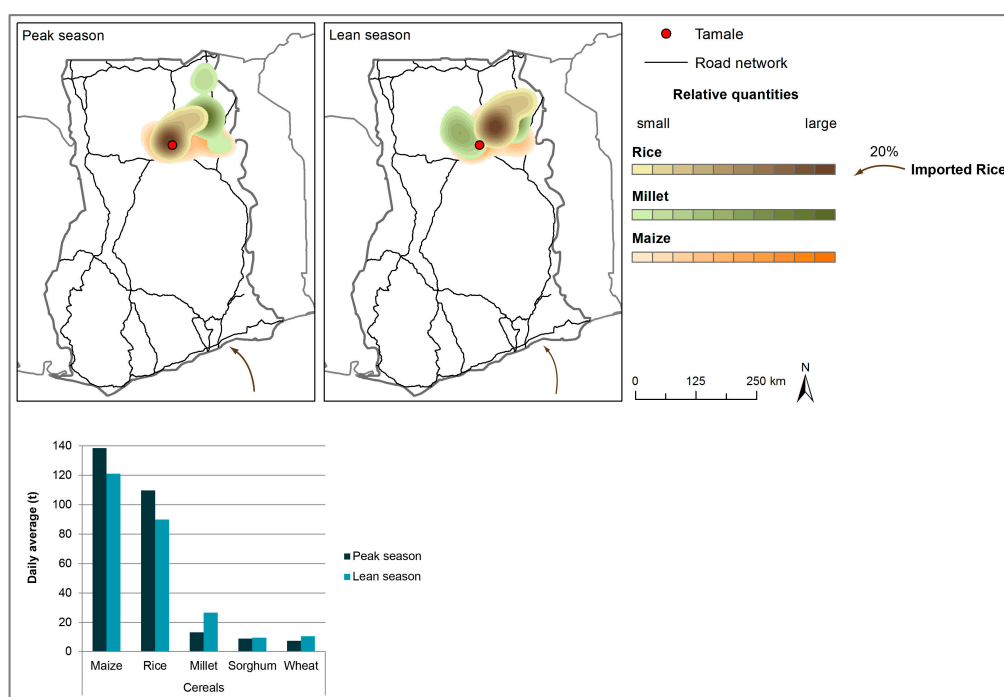 Peak season
Lean season
Tamale
Road network
Relative quantities
small large
Rice
20%
Imported Rice
Millet
Maize
N
0 125 250 km
140
120
100
80
60
40
20
0
Daily average (t)
Maize Rice Millet Sorghum Wheat
Cereals
Peak season
Lean season